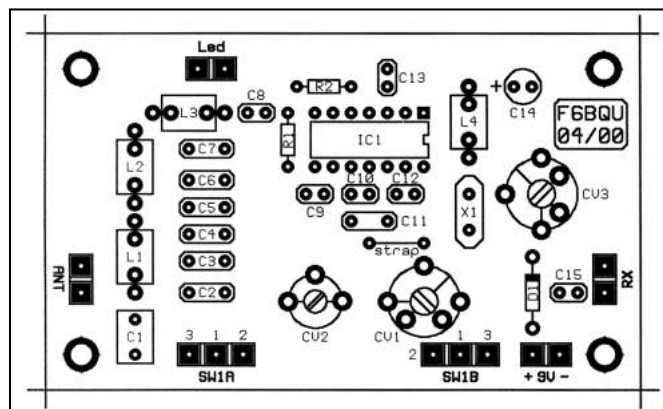 Led
C13
R2
+
C14
F6BQU
04/00
L3
C8
L4
R1
IC1
C7
L2
C6
C10
C12
C9
X1
CV3
C5
C11
C4
strap
L1
C3
ANT
D1
C15
RX
C2
C1
CV2
CV1
3 1 2
2 1 3
SW1A
SW1B
+ 9V -